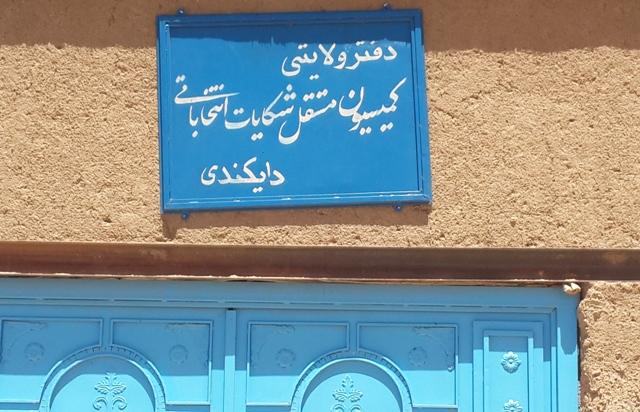 دفتر ولایتی
کمیسیون مستقل شکایات انتخاباتی
دایکندی